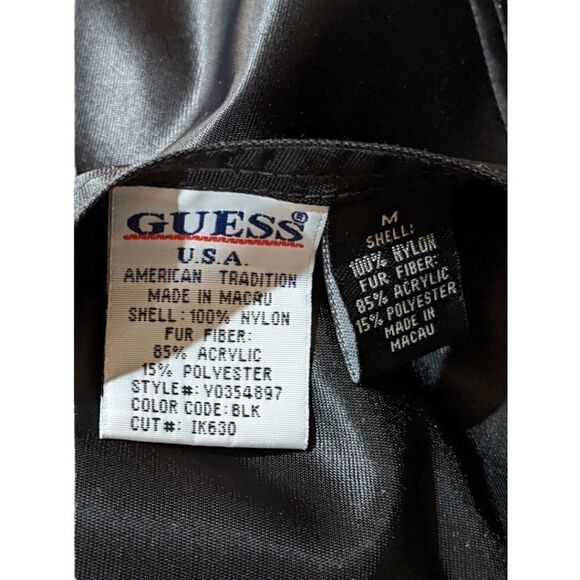 GUESS®
U.S.A.
AMERICAN TRADITION
MADE IN MACAU
SHELL: 100% NYLON
FUR FIBER:
85% ACRYLIC
15% POLYESTER
STYLE#: Y0354897
COLOR CODE: BLK
CUT#: IK630
M
SHELL:
100% NYLON
FUR FIBER:
85% ACRYLIC
15% POLYESTER
MADE IN
MACAU